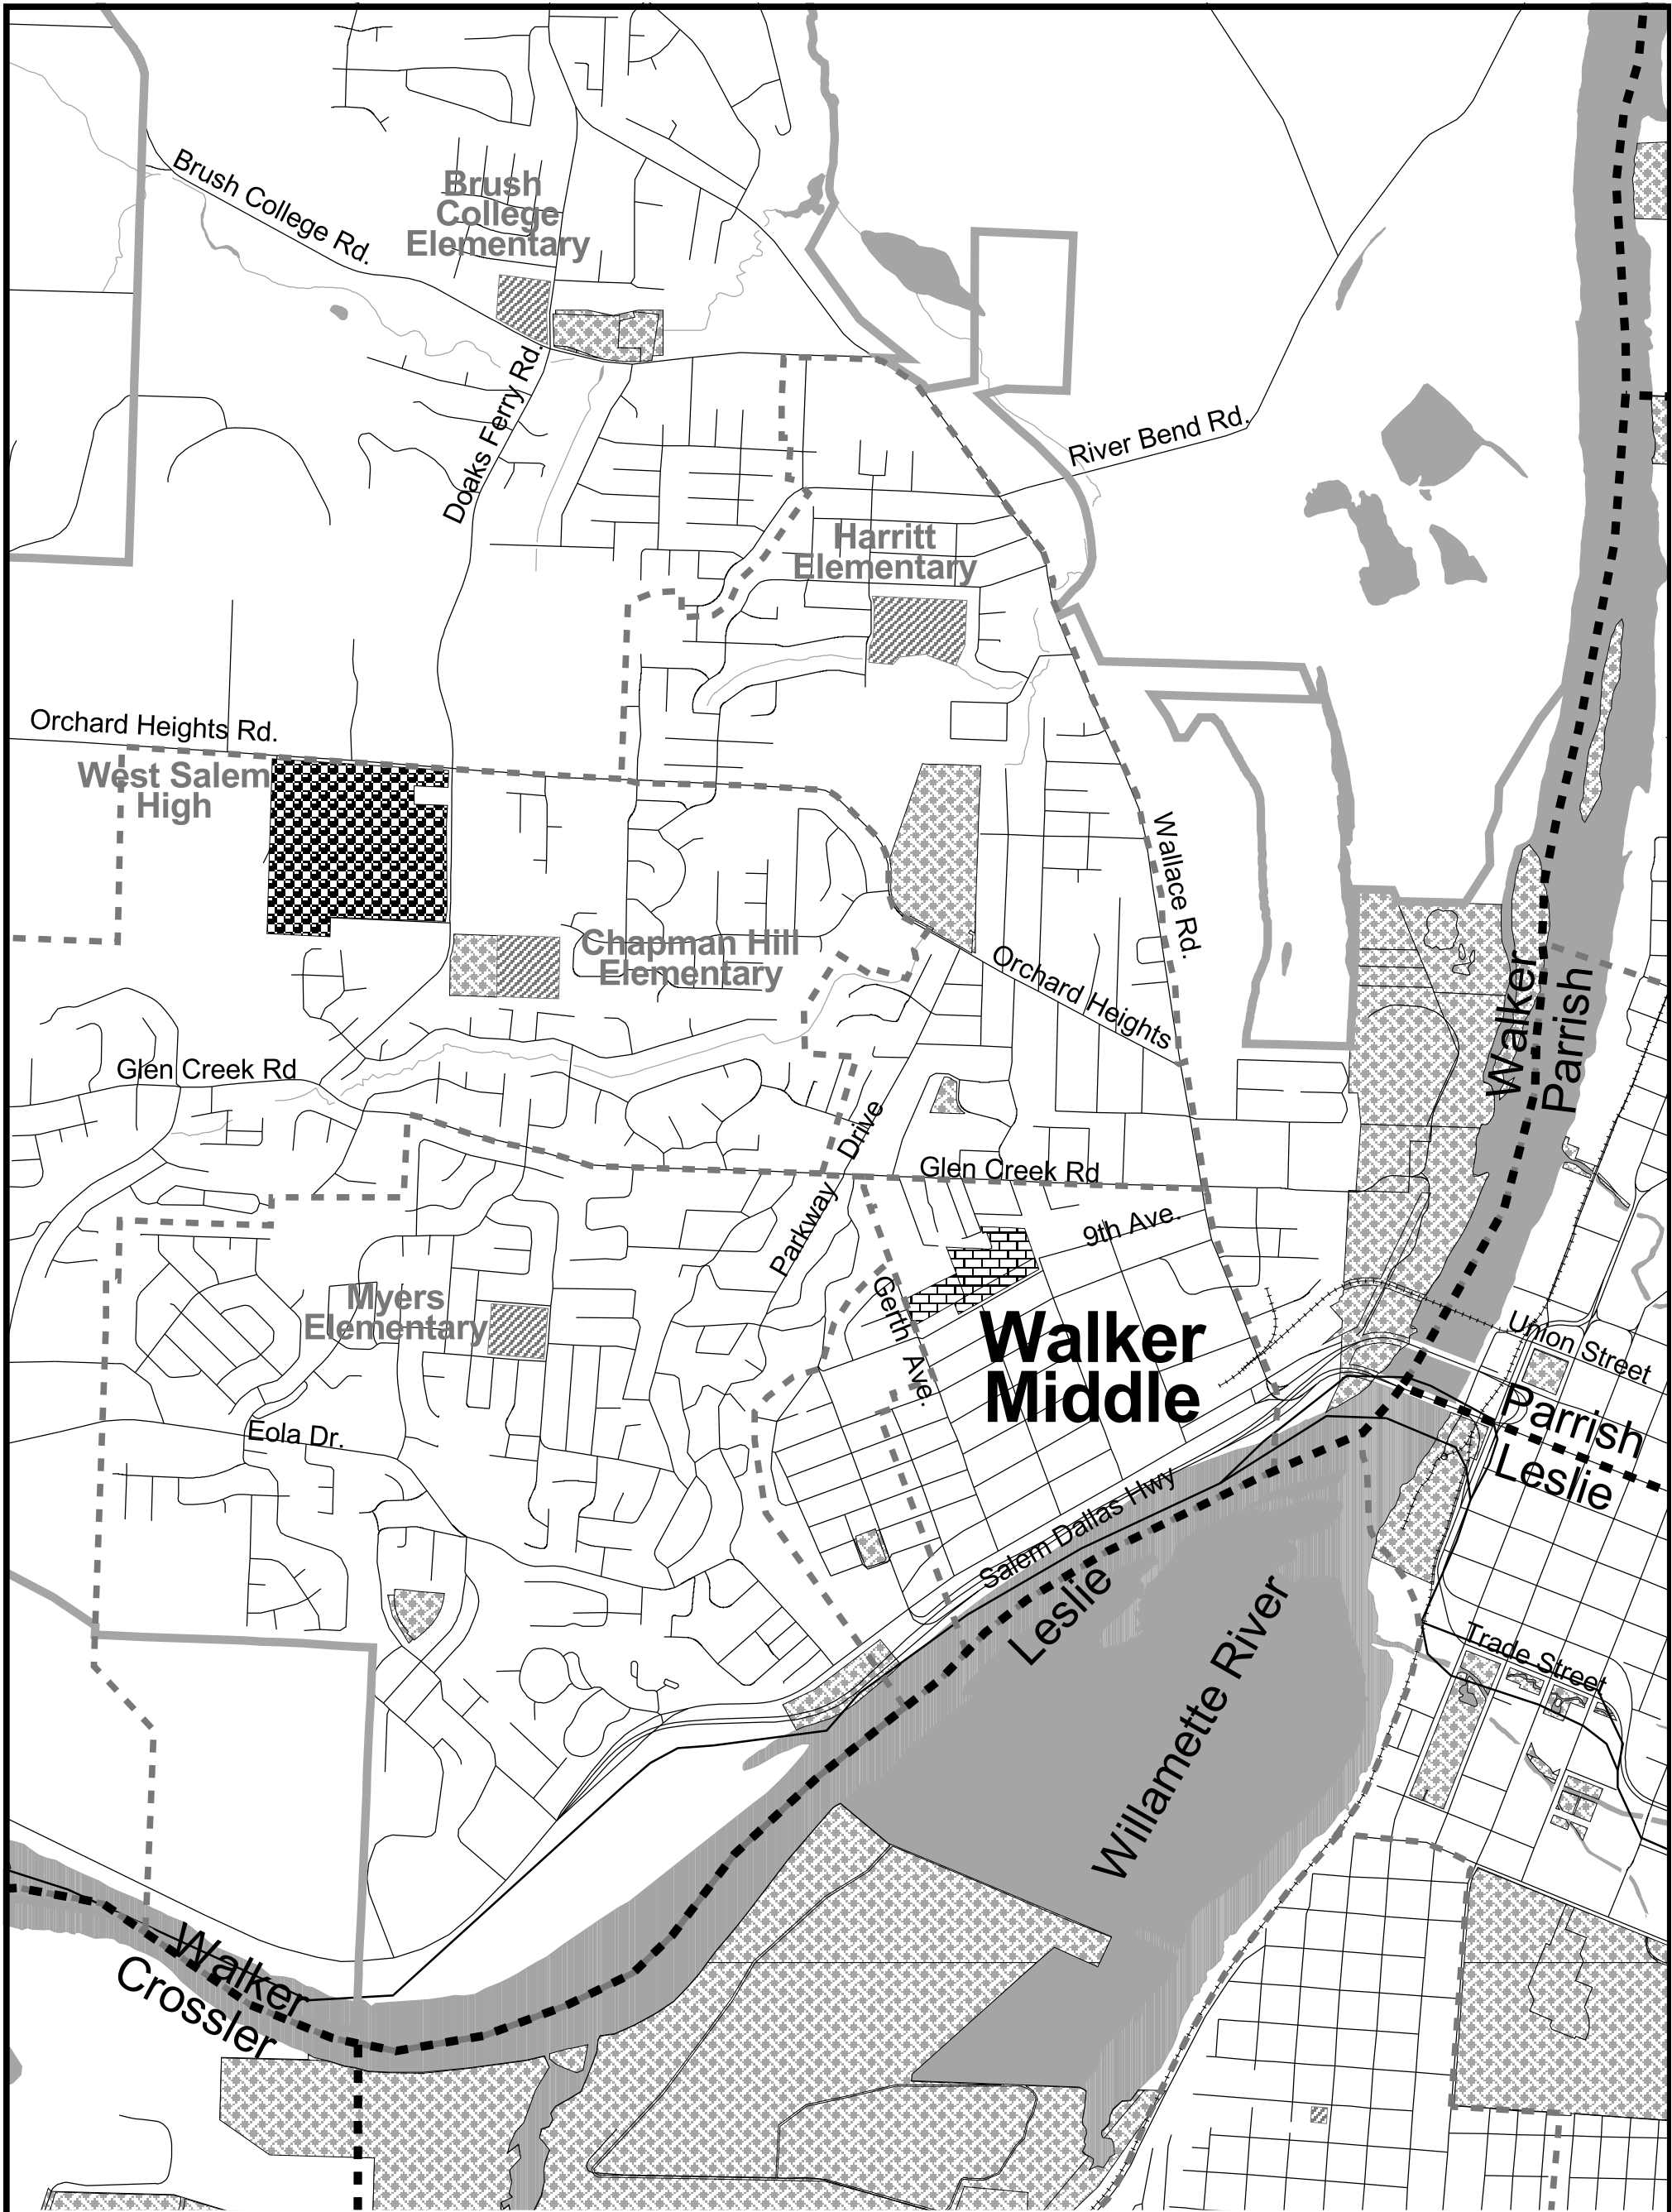 Brush College Rd.
Brush
College
Elementary
Doaks Ferry Rd.
River Bend Rd.
Harritt
Elementary
Orchard Heights Rd.
West Salem
High
Wallace Rd.
Chapman Hill
Elementary
Orchard Heights
Walker
Parrish
Glen Creek Rd
Parkway Drive
Glen Creek Rd
9th Ave.
Gerth Ave.
Myers
Elementary
Walker
Middle
Union Street
Parrish
Leslie
Eola Dr.
Salem Dallas Hwy
Leslie
Willamette River
Trade Street
Walker
Crossler